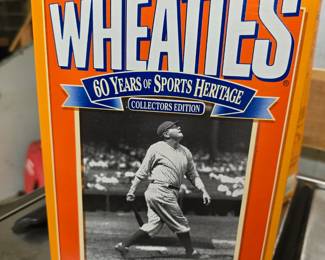 WHEATIES®
60 YEARS OF SPORTS HERITAGE
COLLECTORS EDITION